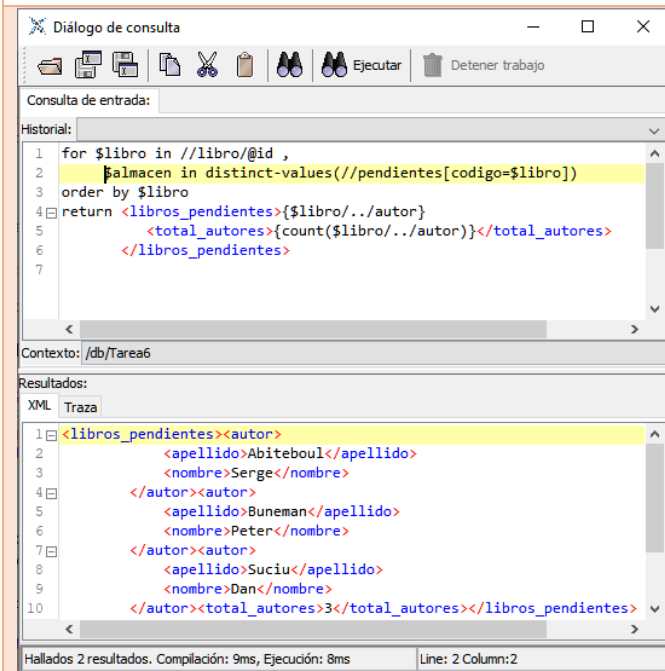 Diálogo de consulta
Ejecutar
Detener trabajo
Consulta de entrada:
Historial:
1 for $libro in //libro/@id ,
2 $almacen in distinct-values(//pendientes[codigo=$libro])
3 order by $libro
4 return <libros_pendientes>{$libro/../autor}
5 <total_autores>{count($libro/../autor)}</total_autores>
6 </libros_pendientes>
7
Contexto: /db/Tarea6
Resultados:
XML Traza
1 <libros_pendientes><autor>
2 <apellido>Abiteboul</apellido>
3 <nombre>Serge</nombre>
4 </autor><autor>
5 <apellido>Buneman</apellido>
6 <nombre>Peter</nombre>
7 </autor><autor>
8 <apellido>Suciu</apellido>
9 <nombre>Dan</nombre>
10 </autor><total_autores>3</total_autores></libros_pendientes>
Hallados 2 resultados. Compilación: 9ms, Ejecución: 8ms Line: 2 Column:2